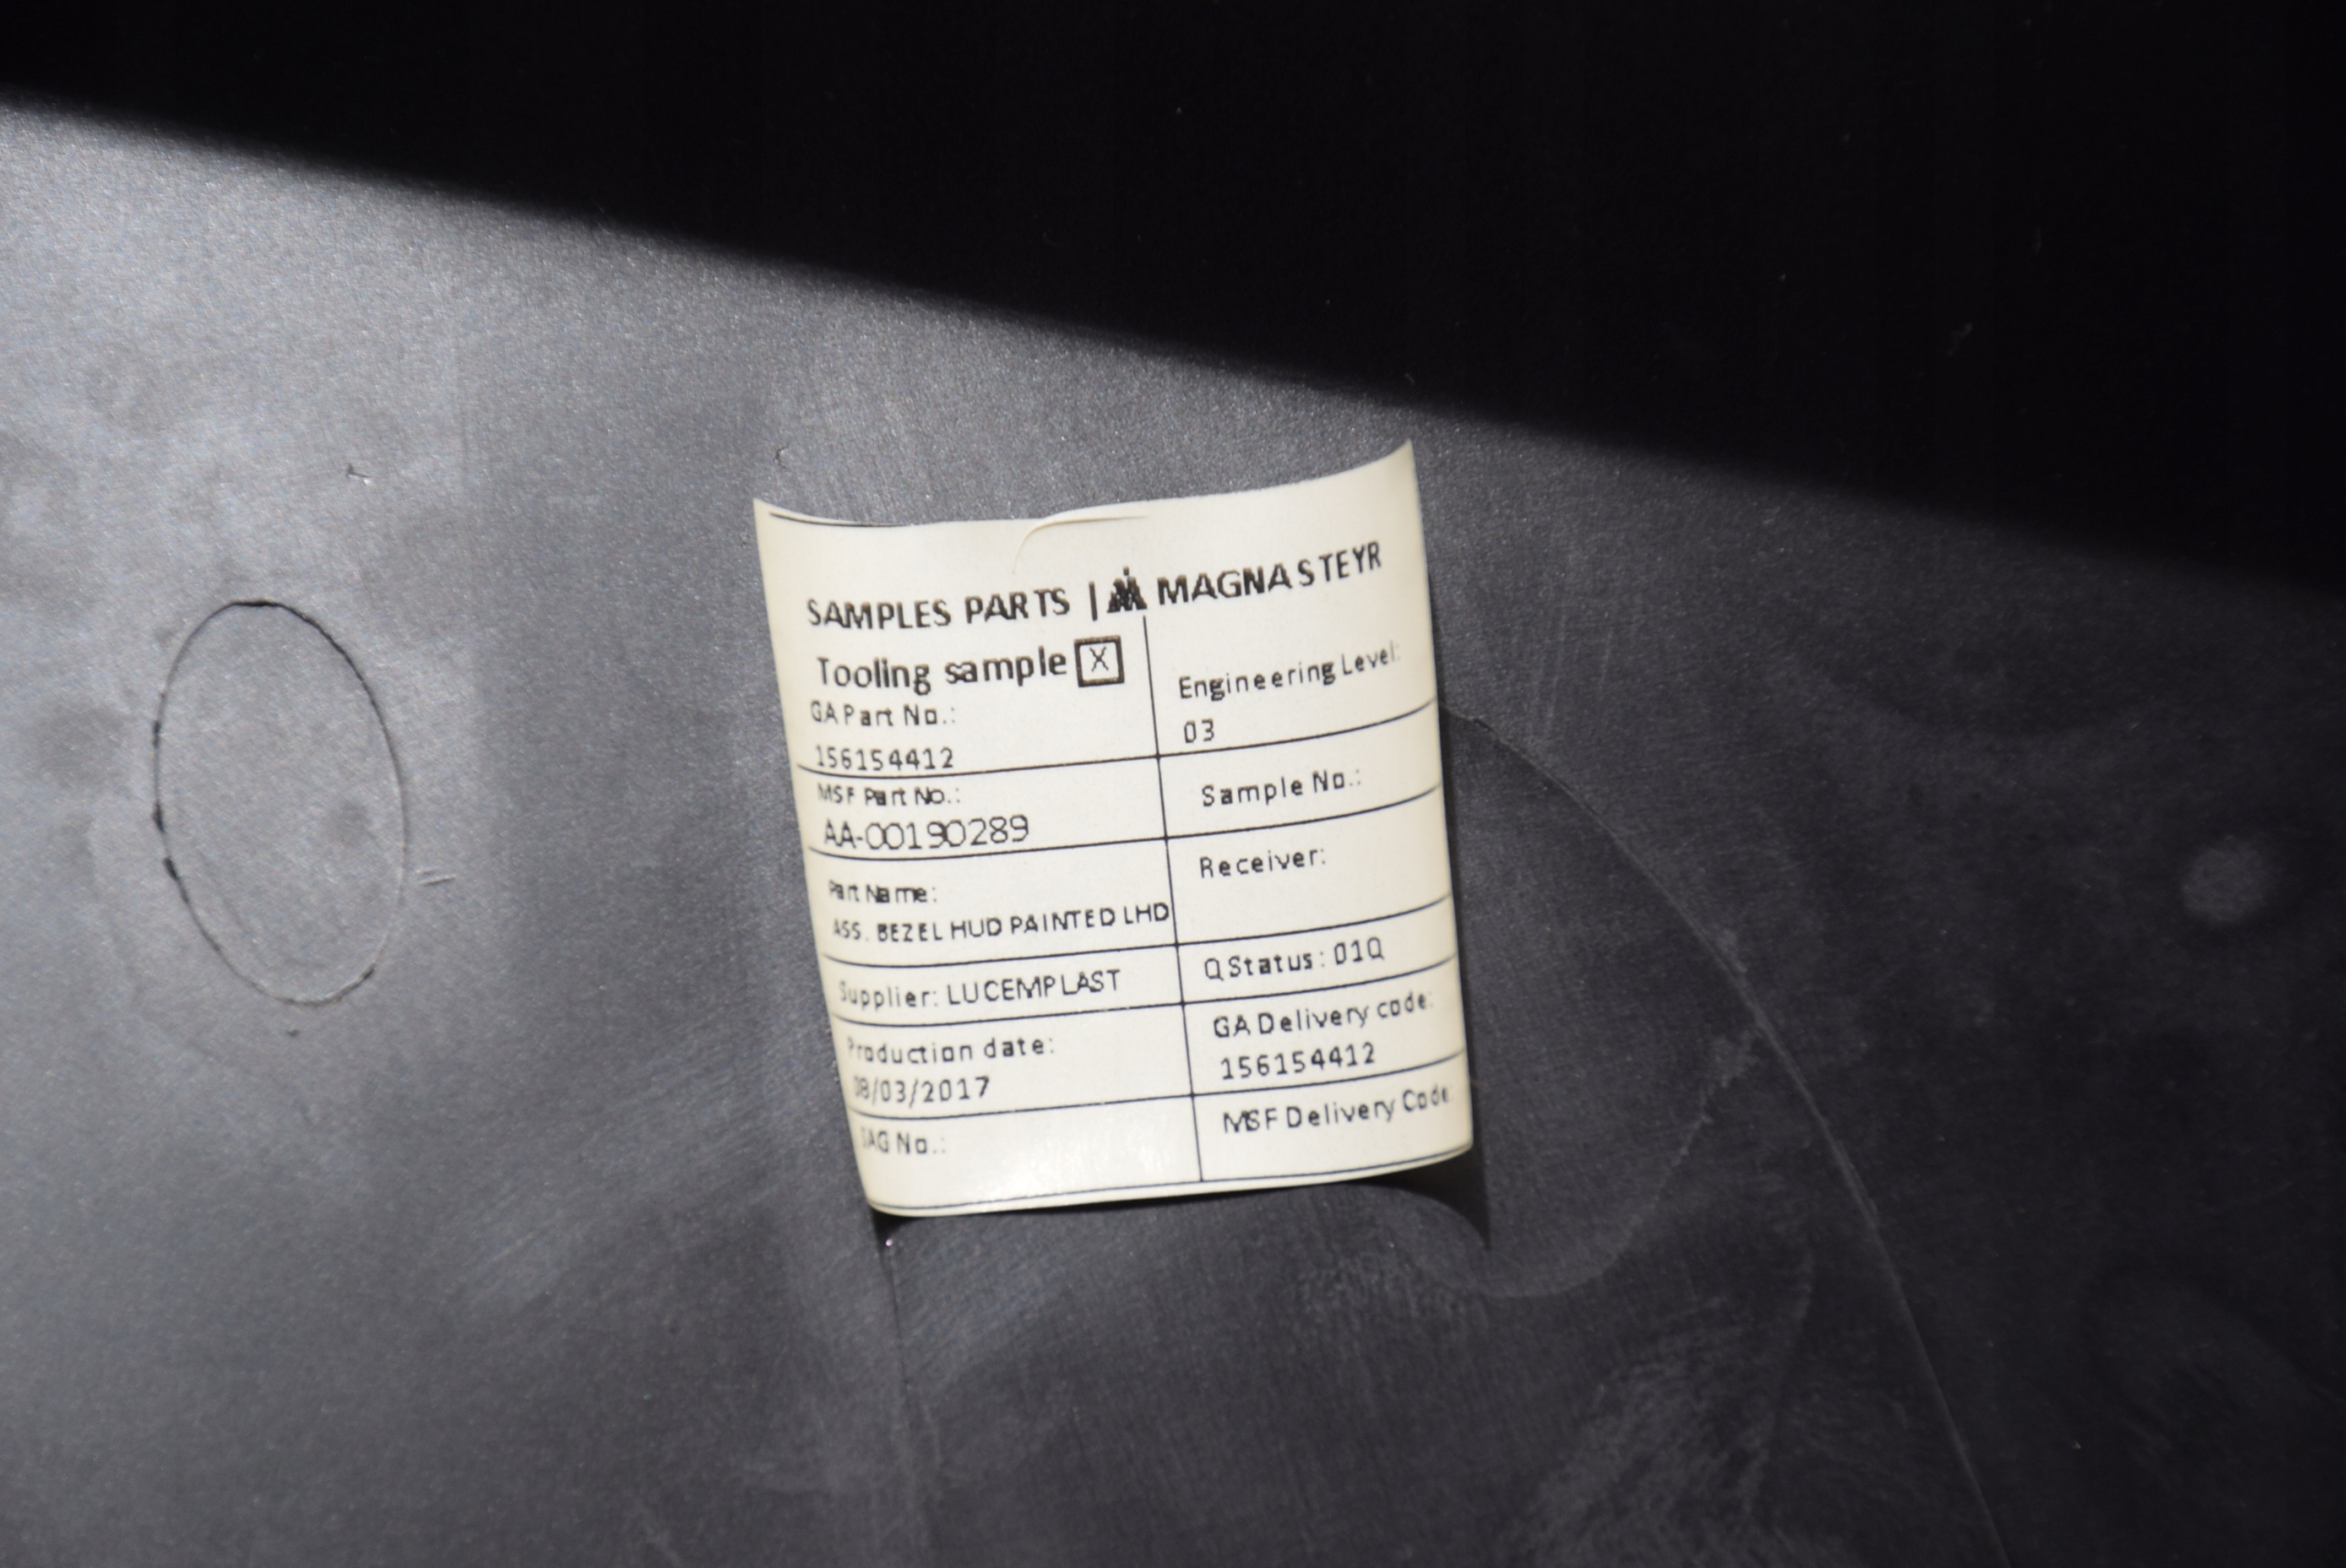 SAMPLES PARTS | MAGNA STEYR
Tooling sample X
GA Part No.:
156154412
Engineering Level:
03
MSF Part No.:
AA-00190289
Sample No.:
Part Name:
ASS. BEZEL HUD PAINTED LHD
Receiver:
Supplier: LUCEMPLAST
Q Status: 01Q
Production date:
08/03/2017
GA Delivery code:
156154412
No.:
MSF Delivery Code: